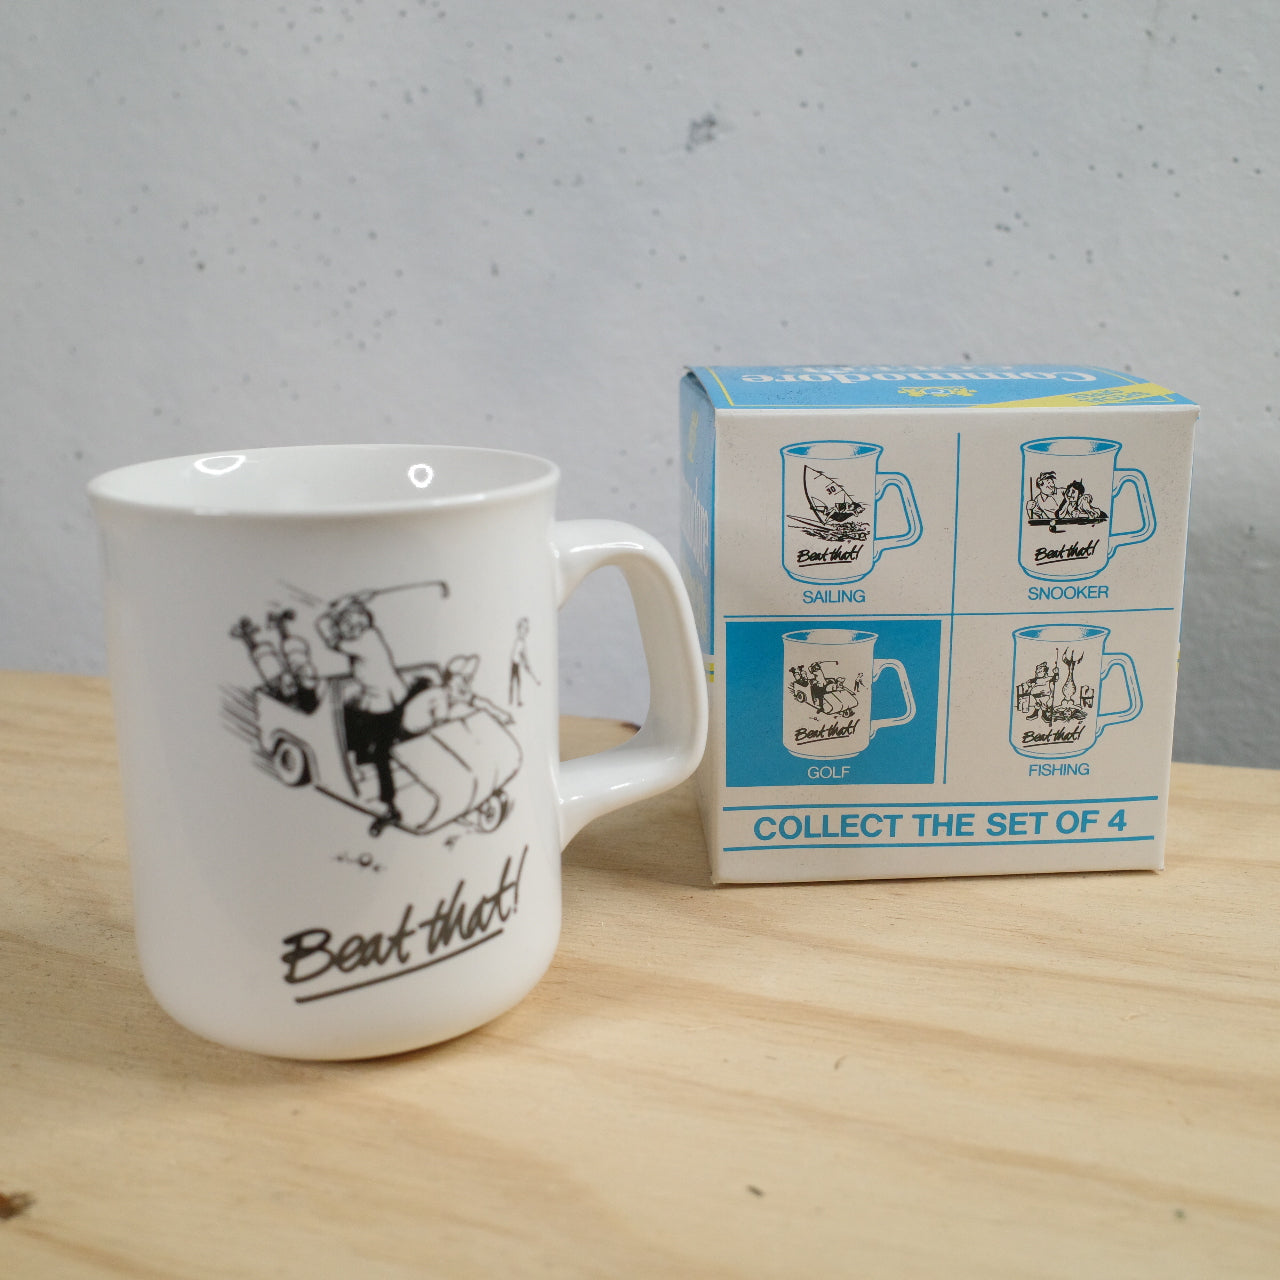 Commodore
Beat that!
Beat that!
SAILING
Beat that!
SNOOKER
Beat that!
GOLF
Beat that!
FISHING
COLLECT THE SET OF 4